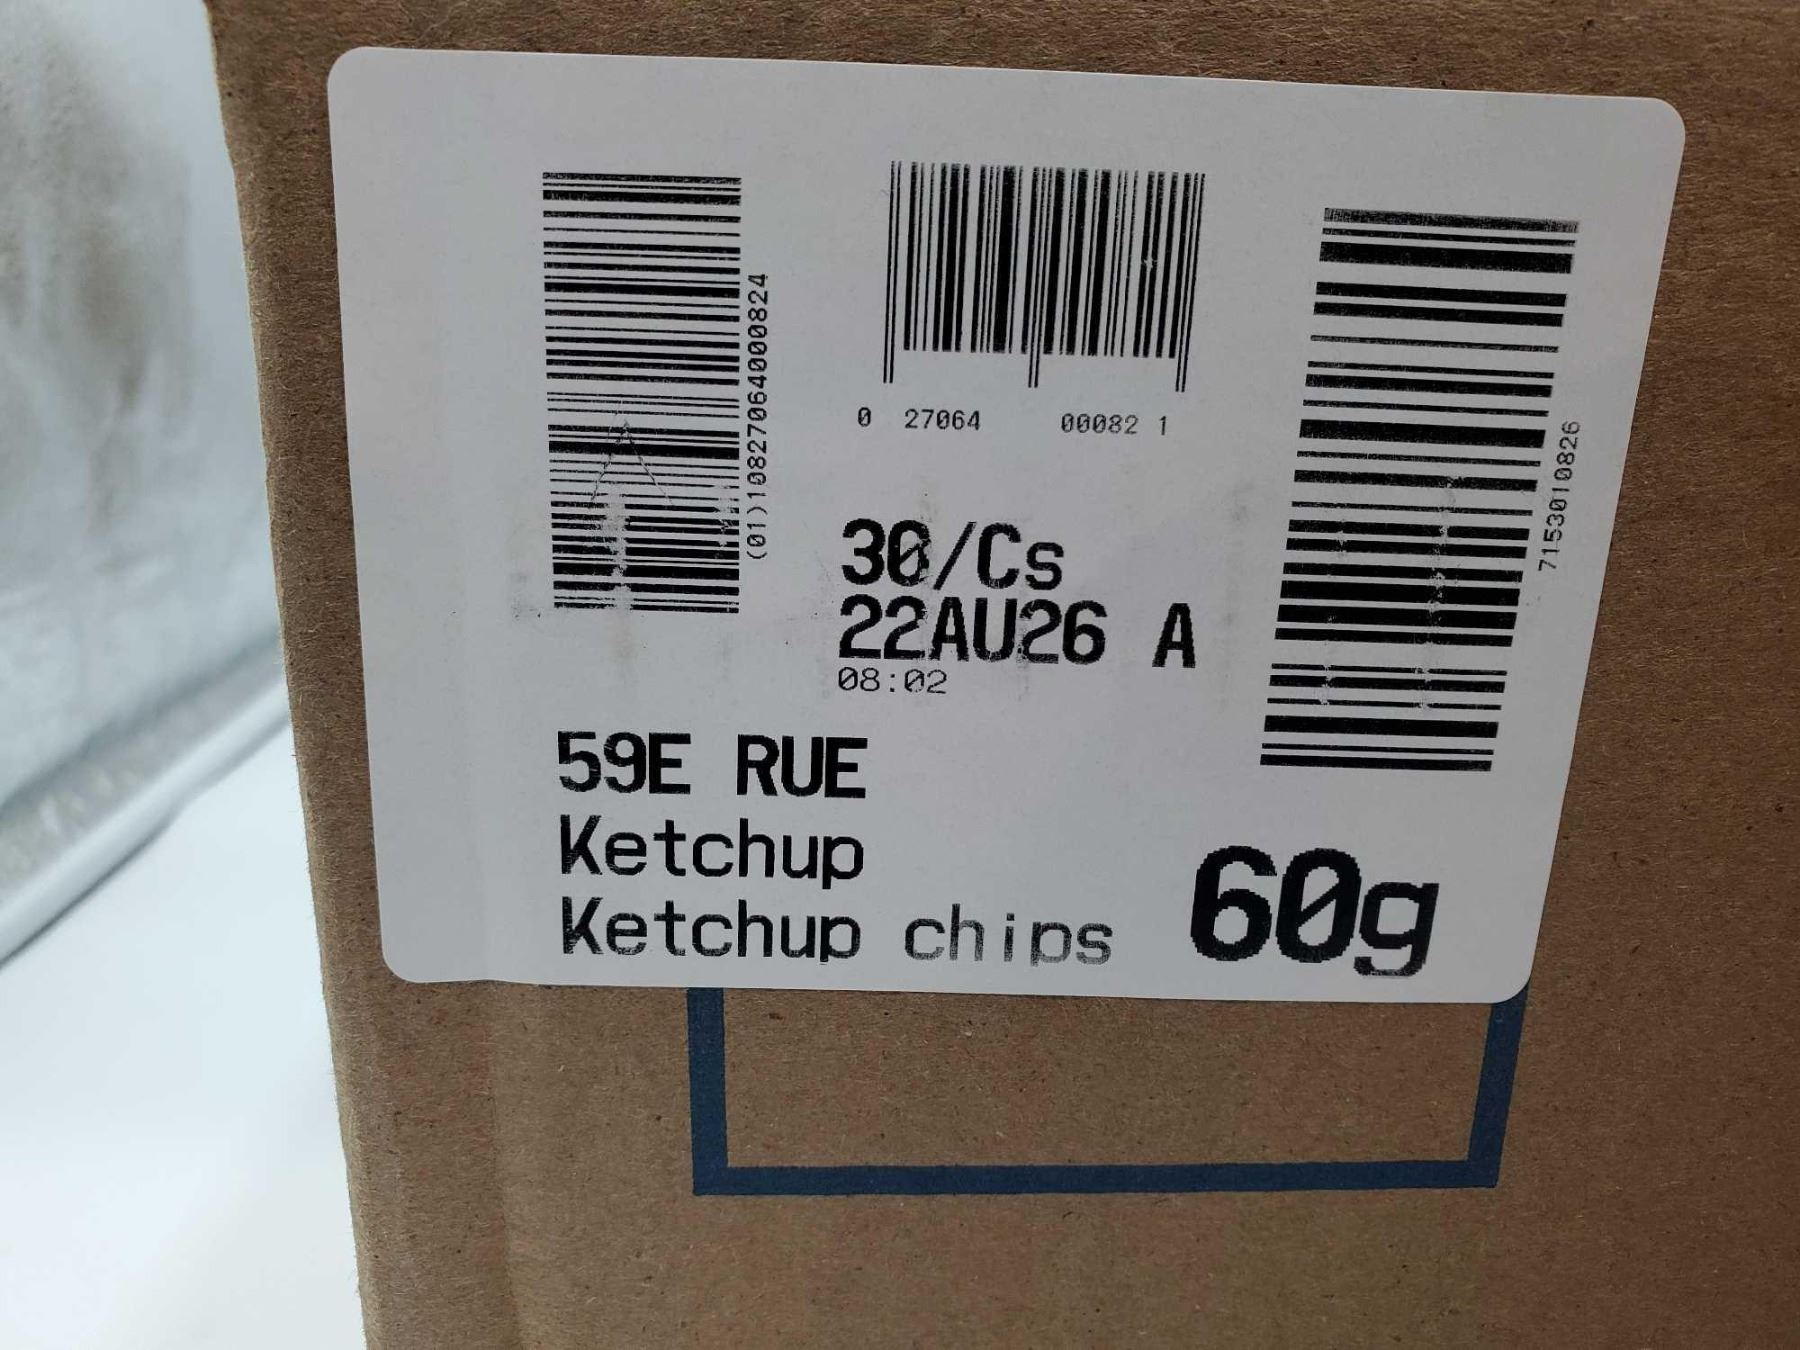 (01)10827064000824
0 27064 00082 1
7153010826
30/Cs
22AU26 A
08:02
59E RUE
Ketchup
Ketchup chips
60g